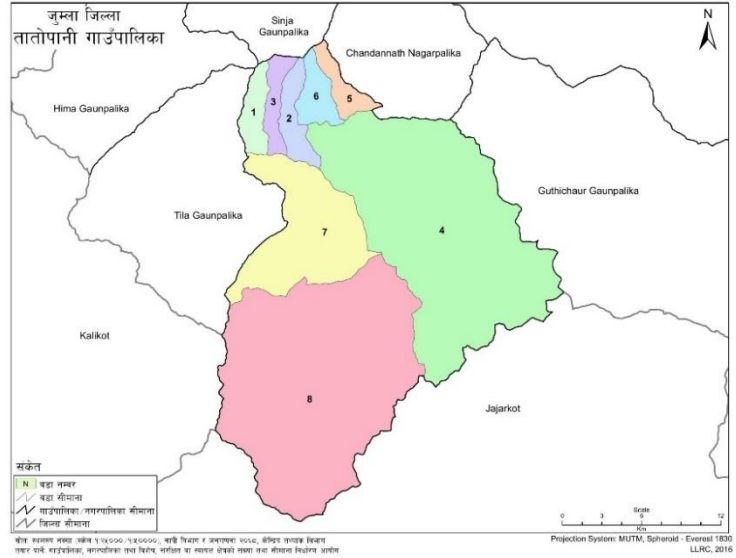 जुम्ला जिल्ला
तातोपानी गाउँपालिका
Sinja
Gaunpalika
N
Chandannath Nagarpalika
Hima Gaunpalika
1
3
2
6
5
Guthichaur Gaunpalika
Tila Gaunpalika
7
4
Kalikot
8
Jajarkot
संकेत
N वडा नम्बर
वडा सीमाना
गाउँपालिका/नगरपालिका सीमाना
जिल्ला सीमाना
Scale
0 3 6 12
Km
Projection System: MUTM, Spheroid - Everest 1830
LLRC, 2016